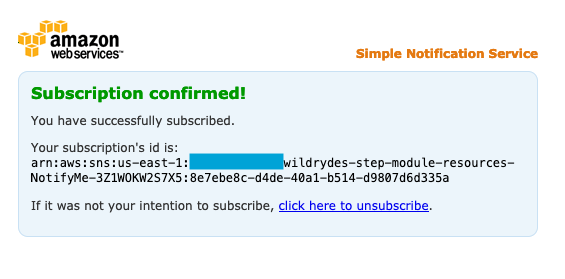 amazon
webservices™
Simple Notification Service
Subscription confirmed!
You have successfully subscribed.
Your subscription's id is:
arn:aws:sns:us-east-1: wildrydes-step-module-resources-
NotifyMe-3Z1WOKW2S7X5:8e7ebe8c-d4de-40a1-b514-d9807d6d335a
If it was not your intention to subscribe, click here to unsubscribe.